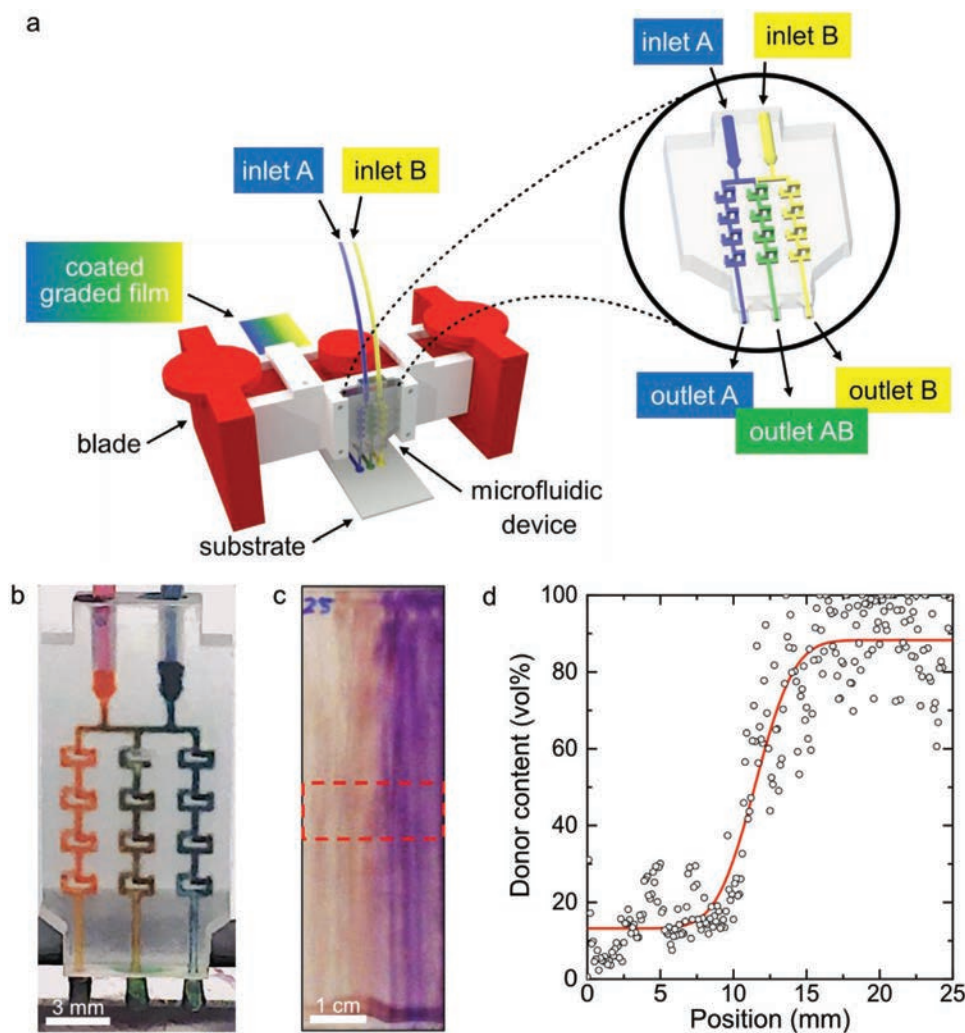 a
inlet A
inlet B
inlet A
inlet B
coated
graded film
blade
substrate
microfluidic
device
outlet A
outlet B
outlet AB
b
3 mm
c
25
1 cm
d
Donor content (vol%)
100
80
60
40
20
0
0
5
10
15
20
25
Position (mm)